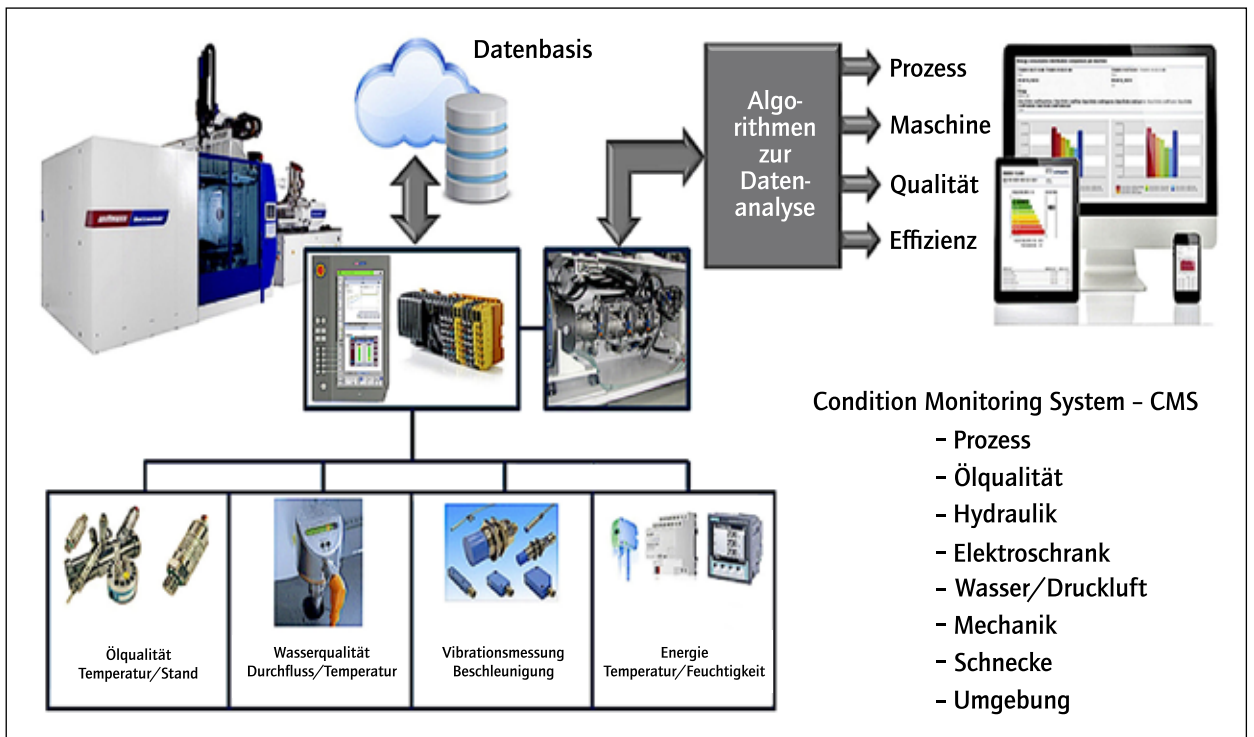 Datenbasis
Algo-
rithmen
zur
Daten-
analyse
Prozess
Maschine
Qualität
Effizienz
Condition Monitoring System – CMS
– Prozess
– Ölqualität
– Hydraulik
– Elektroschrank
– Wasser/Druckluft
– Mechanik
– Schnecke
– Umgebung
Ölqualität
Temperatur/Stand
Wasserqualität
Durchfluss/Temperatur
Vibrationsmessung
Beschleunigung
Energie
Temperatur/Feuchtigkeit